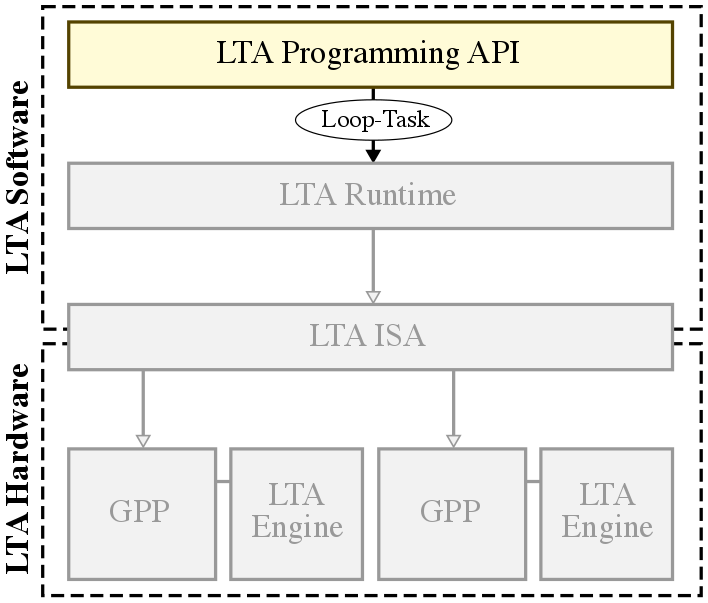 LTA Software
LTA Programming API
Loop-Task
LTA Runtime
LTA ISA
LTA Hardware
GPP
LTA
Engine
GPP
LTA
Engine